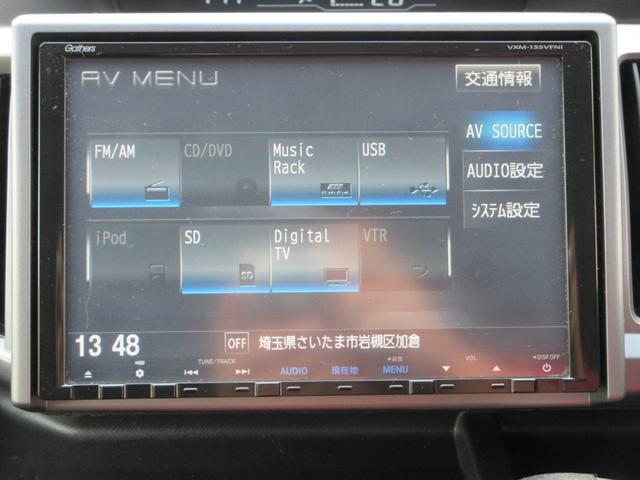 Gathers
VXM-135VFNi
AV MENU
交通情報
FM/AM
CD/DVD
Music Rack
USB
AV SOURCE
AUDIO設定
システム設定
iPod
SD
Digital TV
VTR
SD
13 48
OFF
埼玉県さいたま市岩槻区加倉
TUNE/TRACK
AUDIO
現在地
画面
MENU
VOL
DISP.OFF